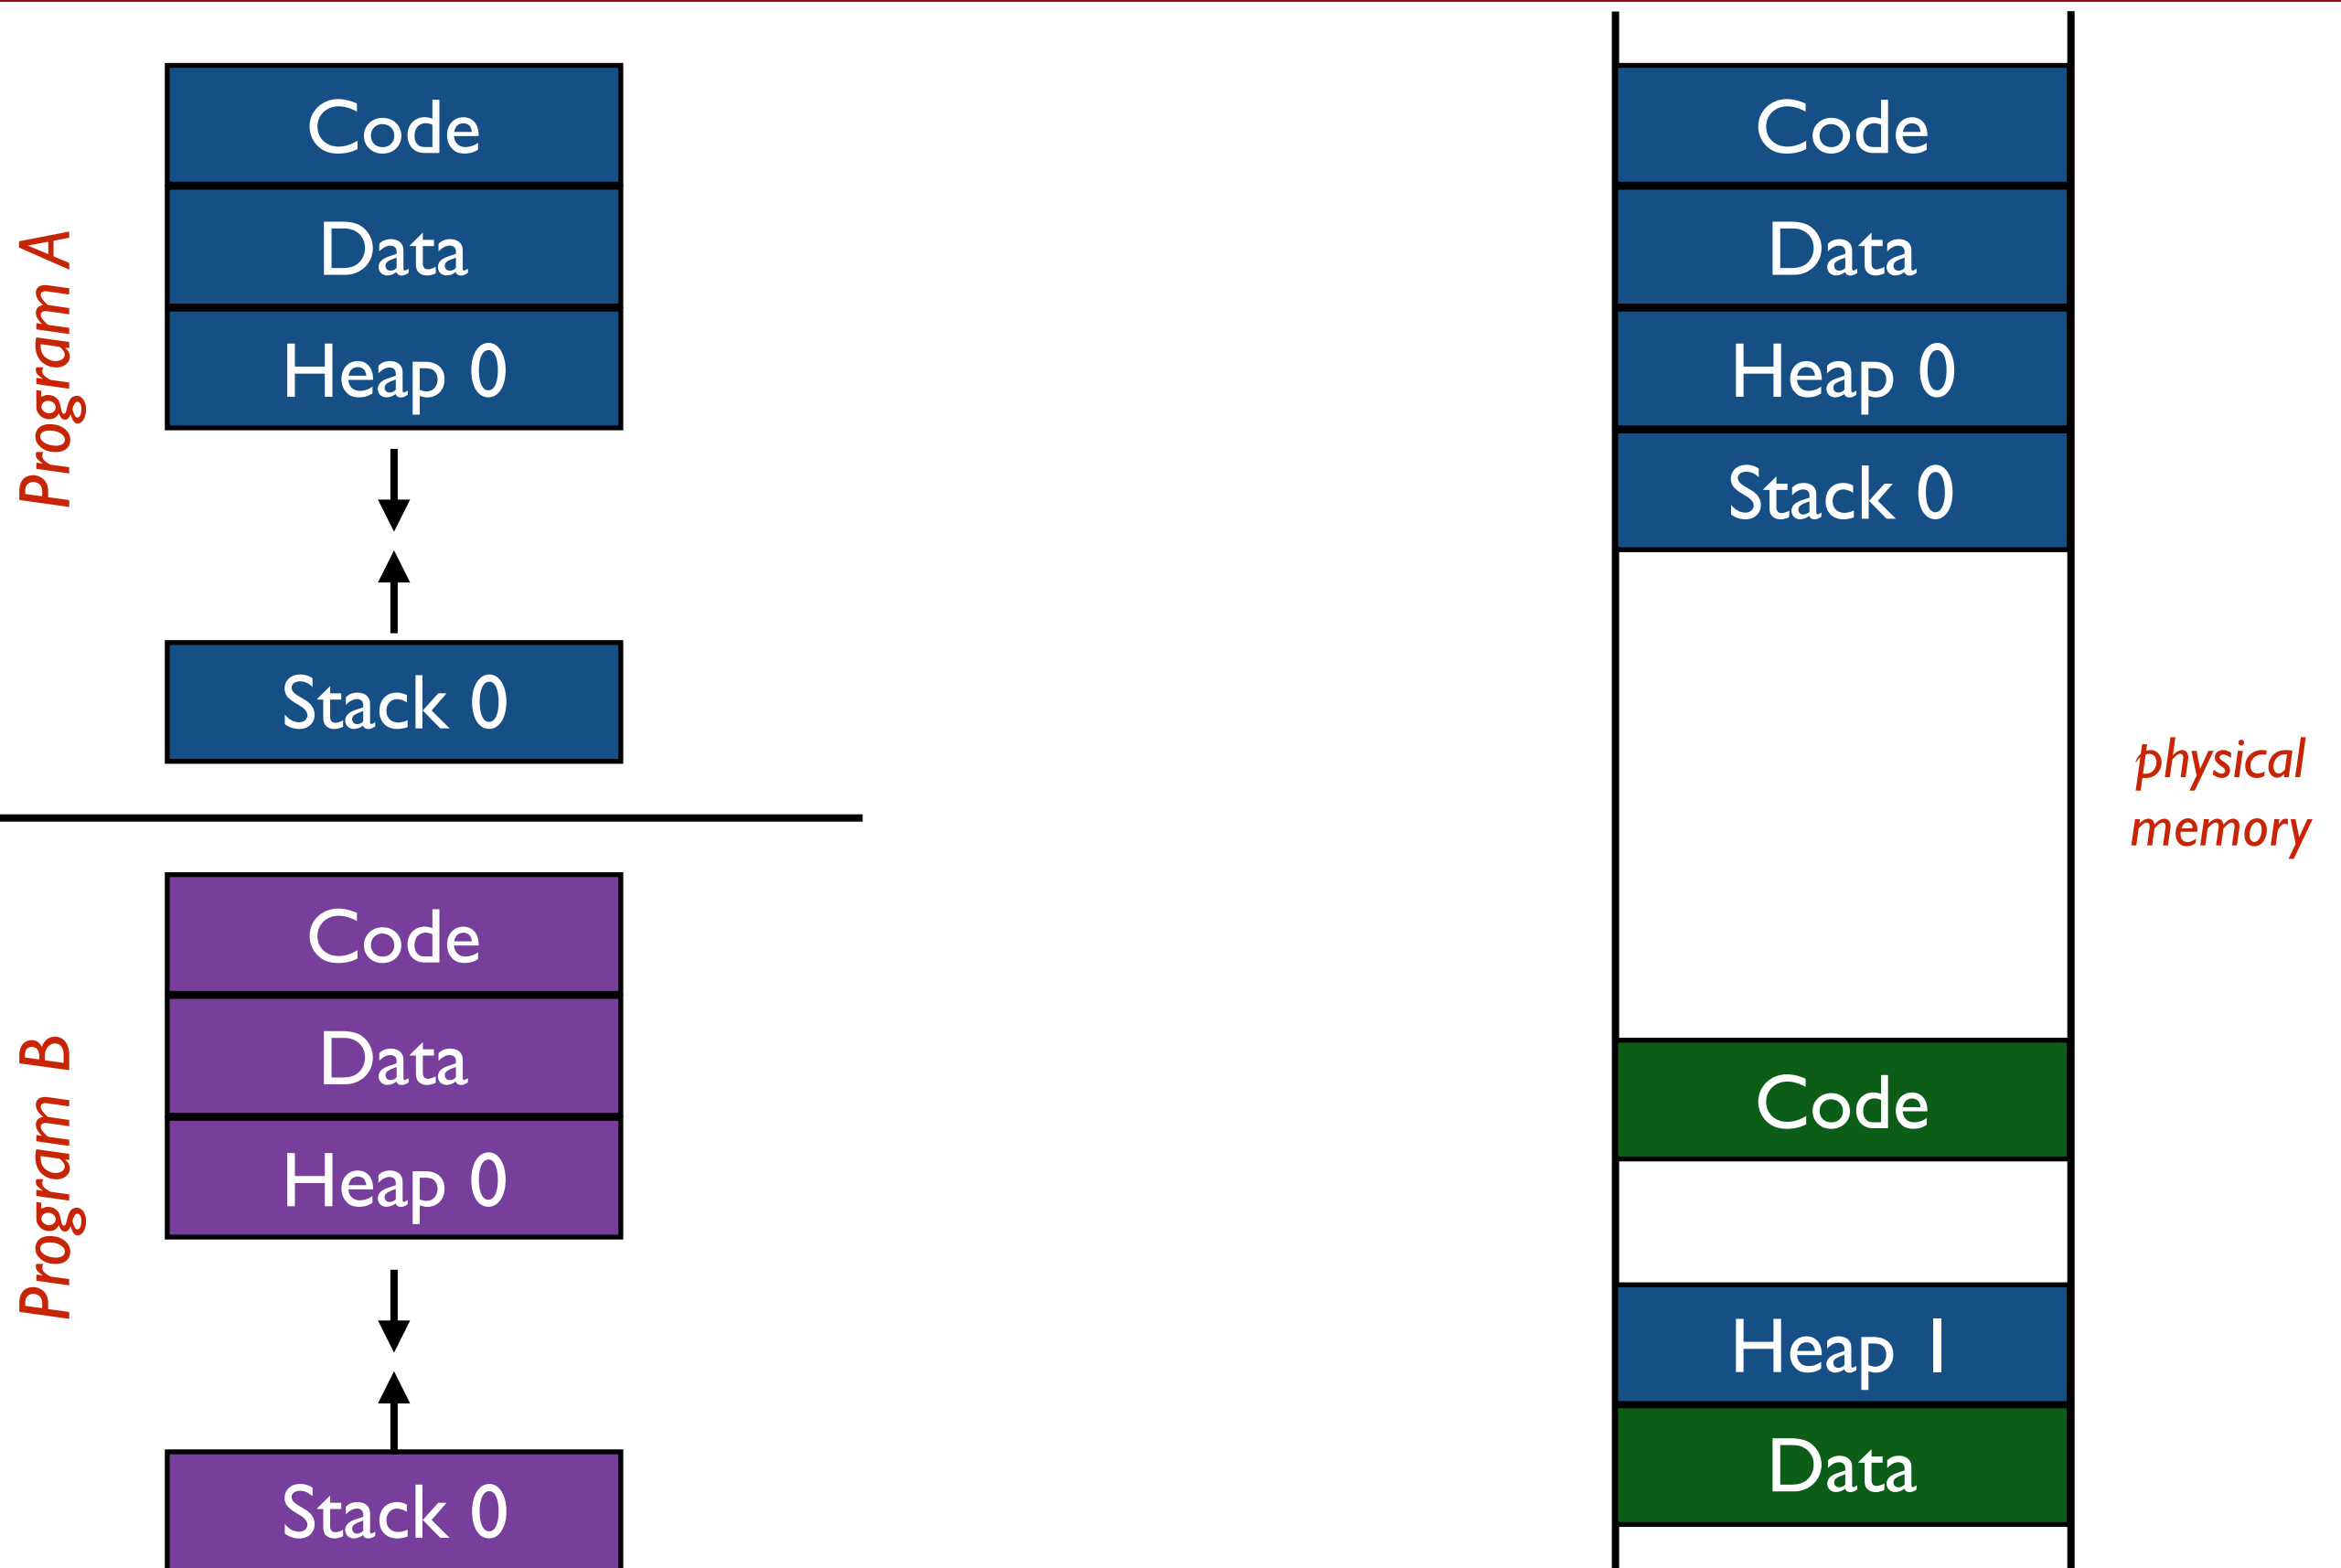 Program A
Code
Data
Heap 0
Stack 0
Program B
Code
Data
Heap 0
Stack 0
Code
Data
Heap 0
Stack 0
Code
Heap 1
Data
physical
memory